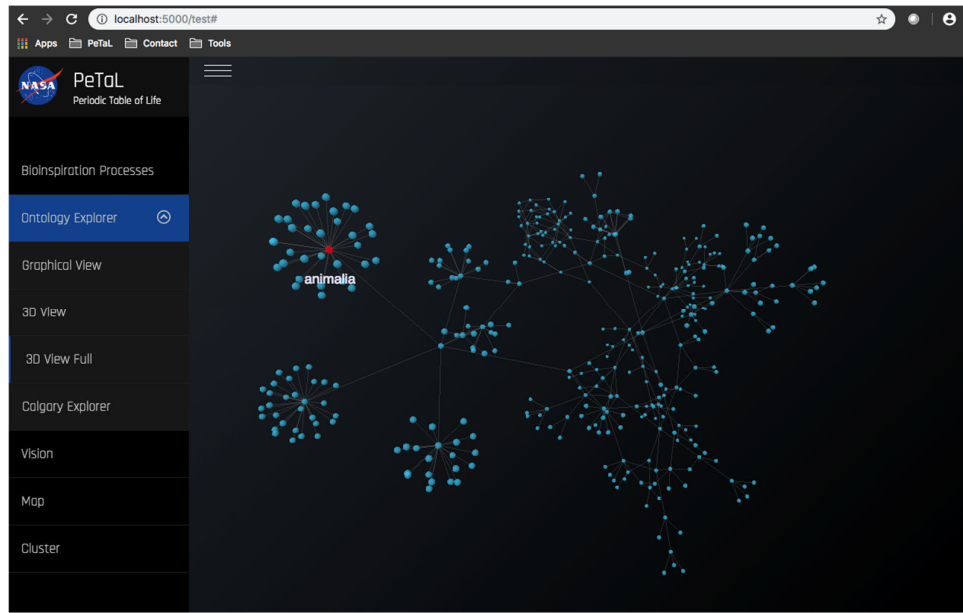 localhost:5000/test#
Apps PeTaL Contact Tools
NASA
PeTaL
Periodic Table of Life
Bioinspiration Processes
Ontology Explorer
Graphical View
3D View
3D View Full
Calgary Explorer
Vision
Map
Cluster
animalia